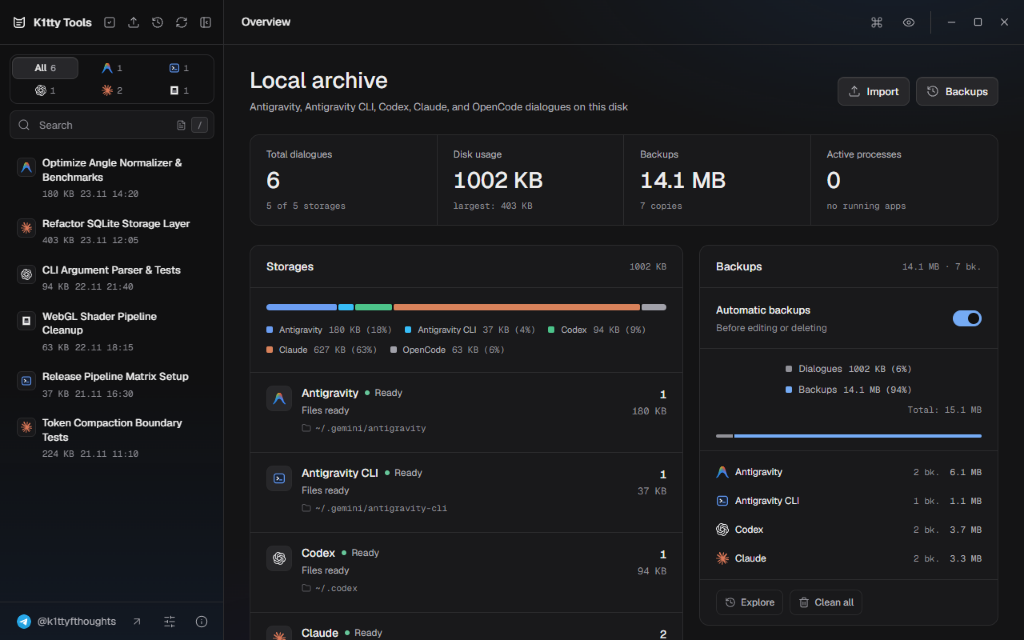 K1tty Tools
Overview
All 6
1
1
1
2
1
Search
/
Optimize Angle Normalizer &
Benchmarks
180 KB 23.11 14:20
Refactor SQLite Storage Layer
403 KB 23.11 12:05
CLI Argument Parser & Tests
94 KB 22.11 21:40
WebGL Shader Pipeline
Cleanup
63 KB 22.11 18:15
Release Pipeline Matrix Setup
37 KB 21.11 16:30
Token Compaction Boundary
Tests
224 KB 21.11 11:10
@k1ttyfthoughts
Local archive
Antigravity, Antigravity CLI, Codex, Claude, and OpenCode dialogues on this disk
Import
Backups
Total dialogues
6
5 of 5 storages
Disk usage
1002 KB
largest: 403 KB
Backups
14.1 MB
7 copies
Active processes
0
no running apps
Storages
1002 KB
Antigravity 180 KB (18%)
Antigravity CLI 37 KB (4%)
Codex 94 KB (9%)
Claude 627 KB (63%)
OpenCode 63 KB (6%)
Antigravity
Ready
1
Files ready
180 KB
~/.gemini/antigravity
Antigravity CLI
Ready
1
Files ready
37 KB
~/.gemini/antigravity-cli
Codex
Ready
1
Files ready
94 KB
~/.codex
Claude
Ready
2
Backups
14.1 MB · 7 bk.
Automatic backups
Before editing or deleting
Dialogues 1002 KB (6%)
Backups 14.1 MB (94%)
Total: 15.1 MB
Antigravity 2 bk. 6.1 MB
Antigravity CLI 1 bk. 1.1 MB
Codex 2 bk. 3.7 MB
Claude 2 bk. 3.3 MB
Explore
Clean all